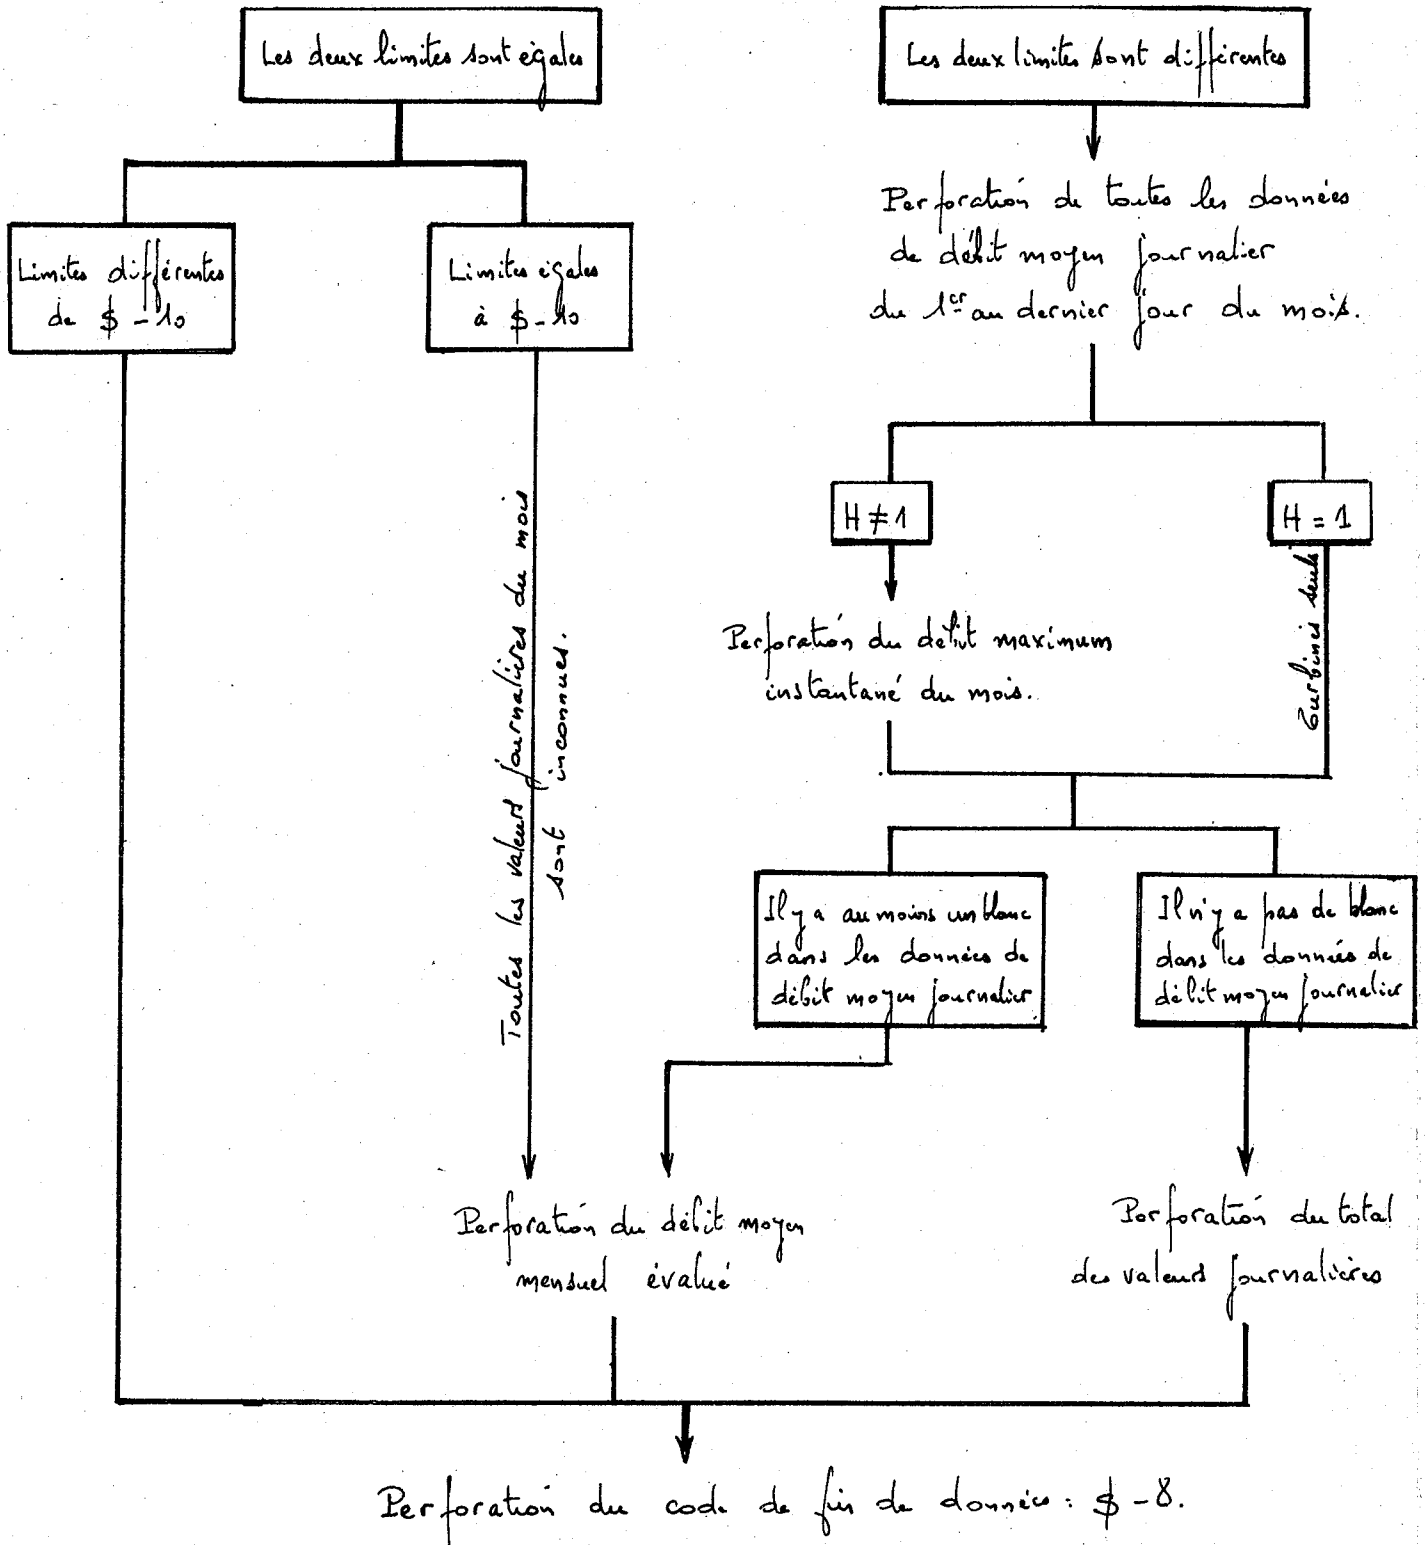 Les deux limites sont égales
Les deux limites sont différentes
Perforation de toutes les données
de débit moyen journalier
du 1er au dernier jour du mois.
Limites différentes
de $ -10
Limites égales
à $ -10
H ≠ 1
H = 1
Toutes les valeurs journalières du mois
sont inconnues.
Turbines seuls
Perforation du débit maximum
instantané du mois.
Il y a au moins un blanc
dans les données de
débit moyen journalier
Il n'y a pas de blanc
dans les données de
débit moyen journalier
Perforation du débit moyen
mensuel évalué
Perforation du total
des valeurs journalières
Perforation du code de fin de données : $ -8.